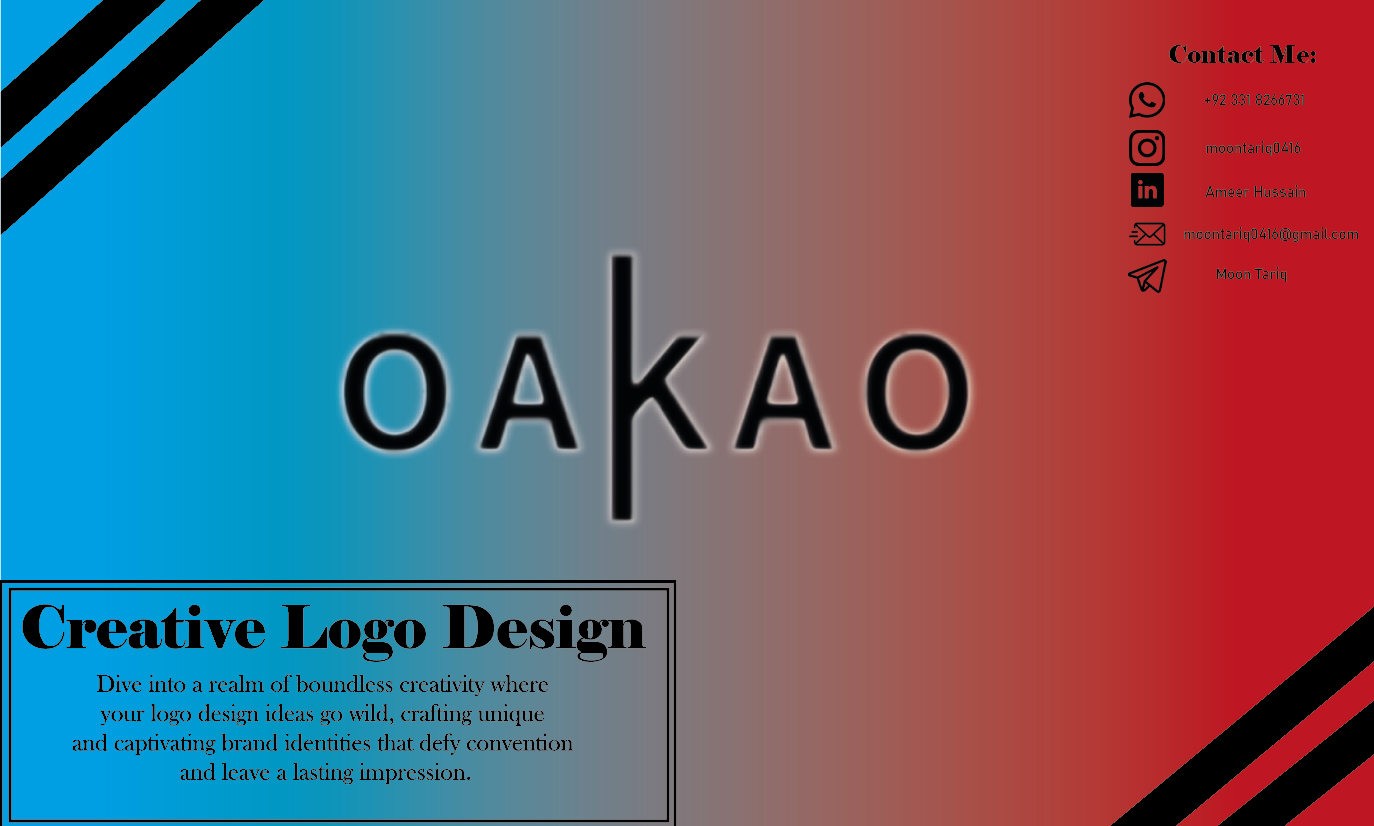 Contact Me:
+92 331 8266731
moontariq0416
in
Ameer Hussain
moontariq0416@gmail.com
Moon Tariq
OAKAO
Creative Logo Design
Dive into a realm of boundless creativity where
your logo design ideas go wild, crafting unique
and captivating brand identities that defy convention
and leave a lasting impression.